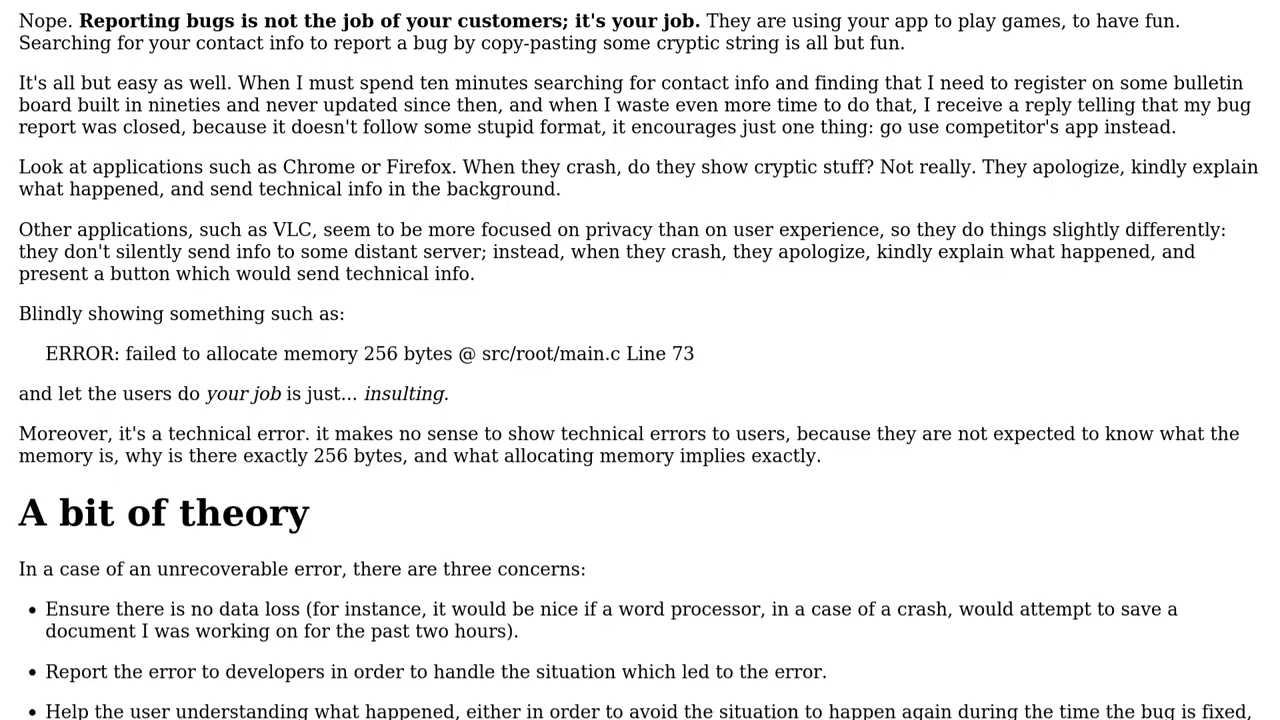 Nope. Reporting bugs is not the job of your customers; it's your job. They are using your app to play games, to have fun.
Searching for your contact info to report a bug by copy-pasting some cryptic string is all but fun.
It's all but easy as well. When I must spend ten minutes searching for contact info and finding that I need to register on some bulletin
board built in nineties and never updated since then, and when I waste even more time to do that, I receive a reply telling that my bug
report was closed, because it doesn't follow some stupid format, it encourages just one thing: go use competitor's app instead.
Look at applications such as Chrome or Firefox. When they crash, do they show cryptic stuff? Not really. They apologize, kindly explain
what happened, and send technical info in the background.
Other applications, such as VLC, seem to be more focused on privacy than on user experience, so they do things slightly differently:
they don't silently send info to some distant server; instead, when they crash, they apologize, kindly explain what happened, and
present a button which would send technical info.
Blindly showing something such as:
ERROR: failed to allocate memory 256 bytes @ src/root/main.c Line 73
and let the users do your job is just... insulting.
Moreover, it's a technical error. it makes no sense to show technical errors to users, because they are not expected to know what the
memory is, why is there exactly 256 bytes, and what allocating memory implies exactly.
A bit of theory
In a case of an unrecoverable error, there are three concerns:
• Ensure there is no data loss (for instance, it would be nice if a word processor, in a case of a crash, would attempt to save a
document I was working on for the past two hours).
• Report the error to developers in order to handle the situation which led to the error.
• Help the user understanding what happened, either in order to avoid the situation to happen again during the time the bug is fixed,